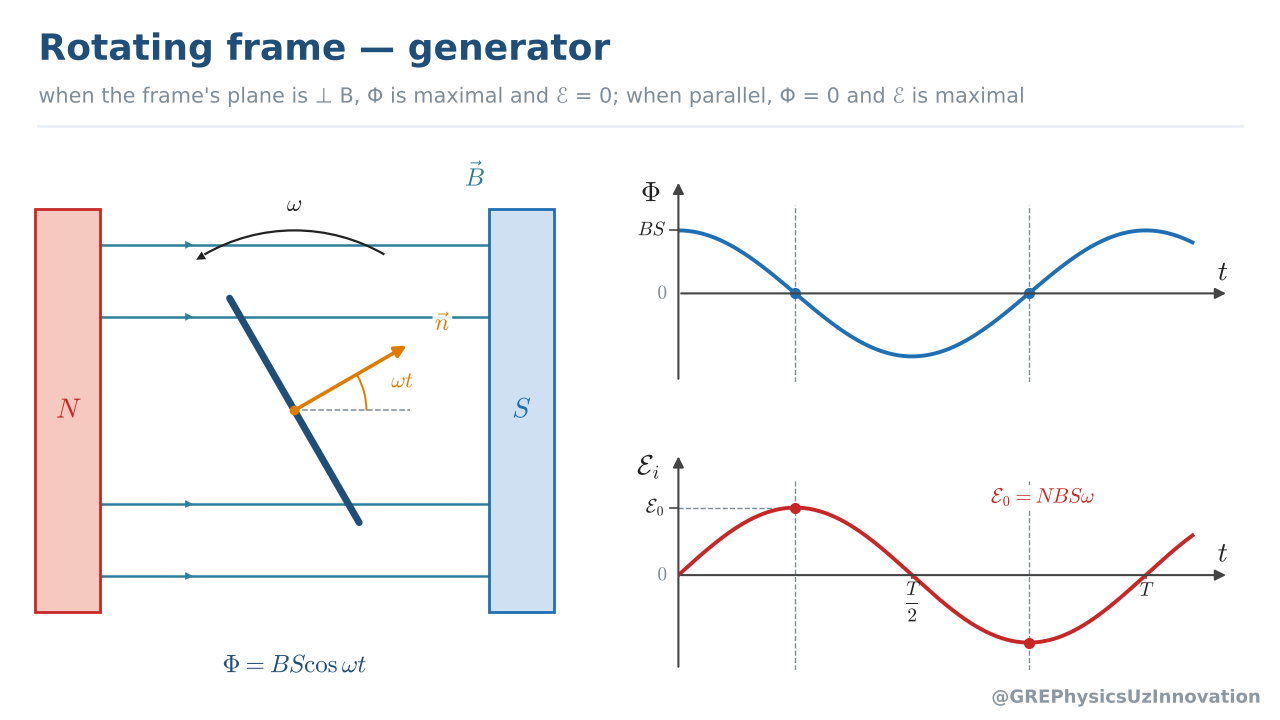 Rotating frame — generator
when the frame's plane is ⊥ B, Φ is maximal and ℰ = 0; when parallel, Φ = 0 and ℰ is maximal
B⃗
ω
n⃗
ωt
N
S
Φ = BS cos ωt
Φ
BS
0
t
ℰᵢ
ℰ₀
ℰ₀ = NBSω
0
t
T/2
T
@GREPhysicsUzInnovation